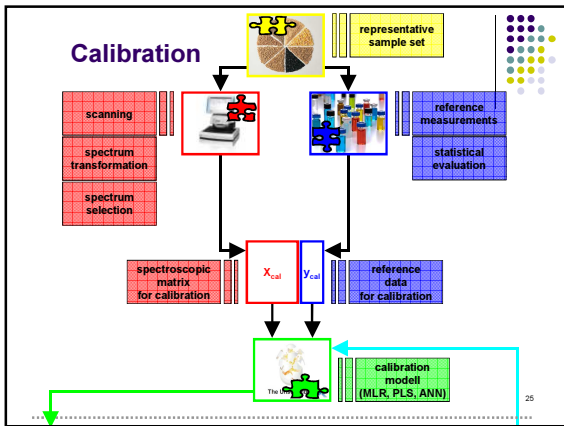 Calibration
representative
sample set
scanning
spectrum
transformation
spectrum
selection
reference
measurements
statistical
evaluation
spectroscopic
matrix
for calibration
Xcal
ycal
reference
data
for calibration
The
calibration
modell
(MLR, PLS, ANN)
25